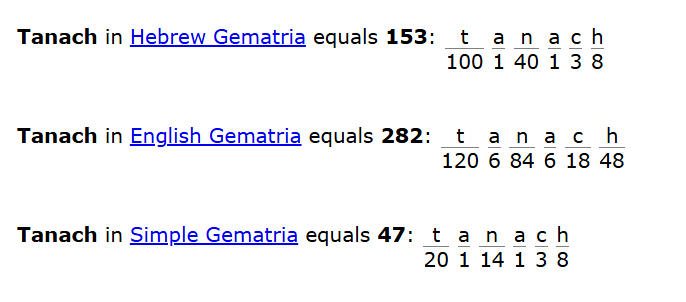 Tanach in Hebrew Gematria equals 153: t a n a c h
100 1 40 1 3 8
Tanach in English Gematria equals 282: t a n a c h
120 6 84 6 18 48
Tanach in Simple Gematria equals 47: t a n a c h
20 1 14 1 3 8